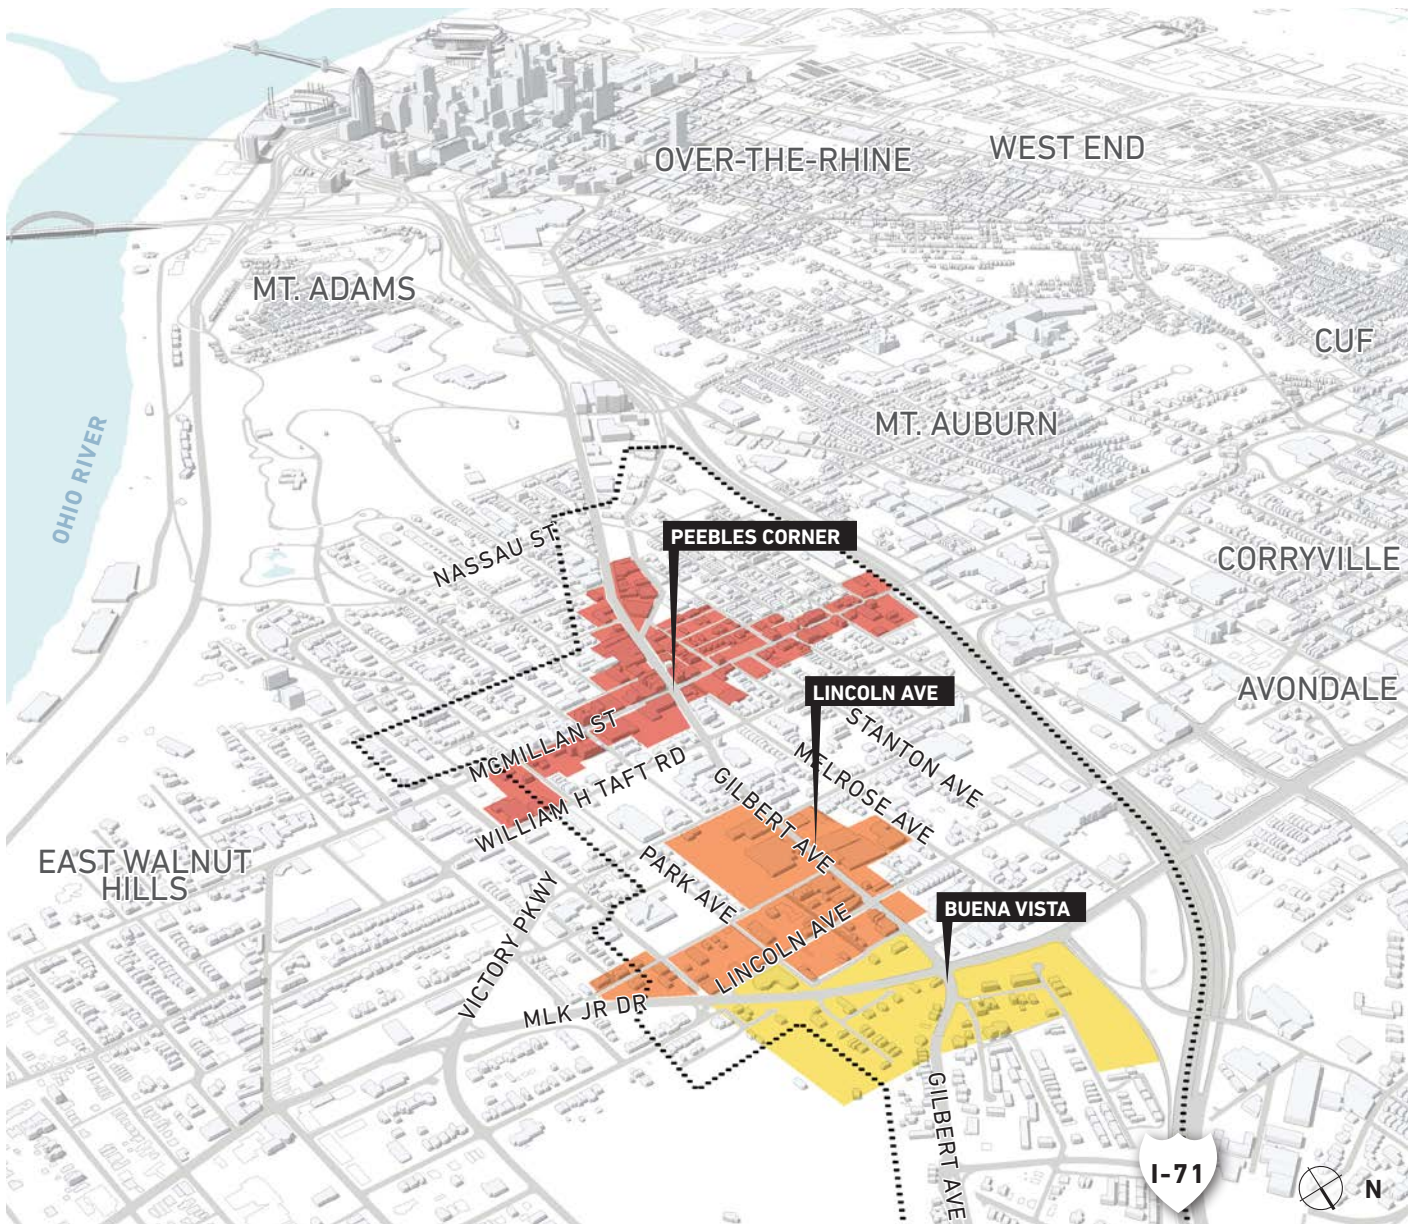 OVER-THE-RHINE
WEST END
MT. ADAMS
CUF
MT. AUBURN
OHIO RIVER
NASSAU ST
PEEBLES CORNER
CORRYVILLE
LINCOLN AVE
AVONDALE
STANTON AVE
MCMILLAN ST
MELROSE AVE
WILLIAM H TAFT RD
GILBERT AVE
EAST WALNUT
HILLS
PARK AVE
VICTORY PKWY
BUENA VISTA
LINCOLN AVE
MLK JR DR
GILBERT AVE
I-71
N